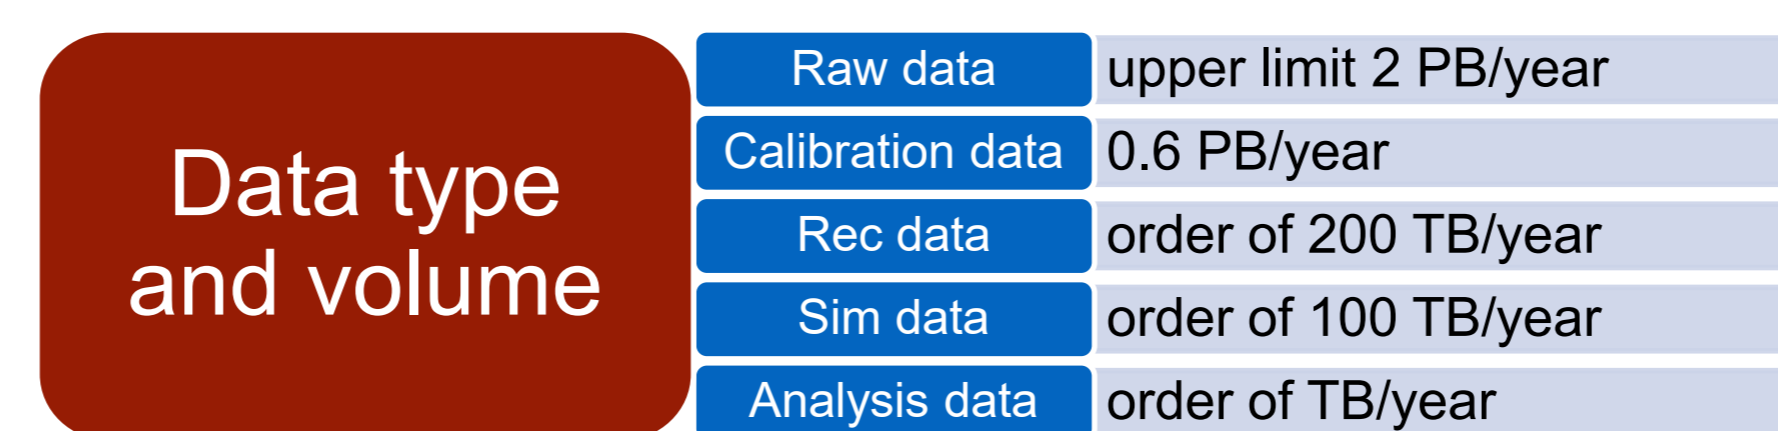 Data type
and volume
Raw data
upper limit 2 PB/year
Calibration data
0.6 PB/year
Rec data
order of 200 TB/year
Sim data
order of 100 TB/year
Analysis data
order of TB/year